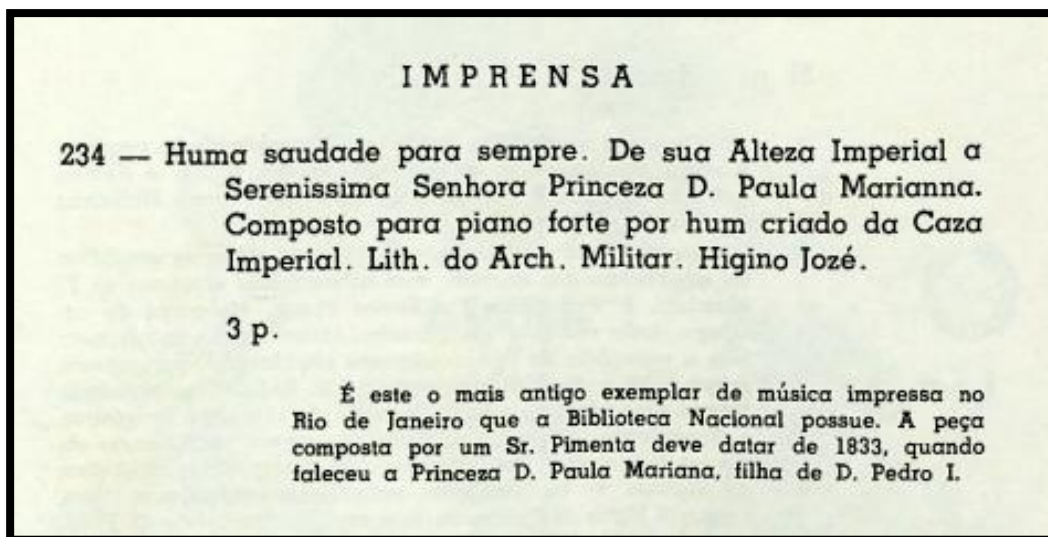 IMPRENSA
234 — Huma saudade para sempre. De sua Alteza Imperial a
Serenissima Senhora Princeza D. Paula Marianna.
Composto para piano forte por hum criado da Caza
Imperial. Lith. do Arch. Militar. Higino Jozé.
3 p.
É este o mais antigo exemplar de música impressa no
Rio de Janeiro que a Biblioteca Nacional possue. A peça
composta por um Sr. Pimenta deve datar de 1833, quando
faleceu a Princeza D. Paula Mariana, filha de D. Pedro I.